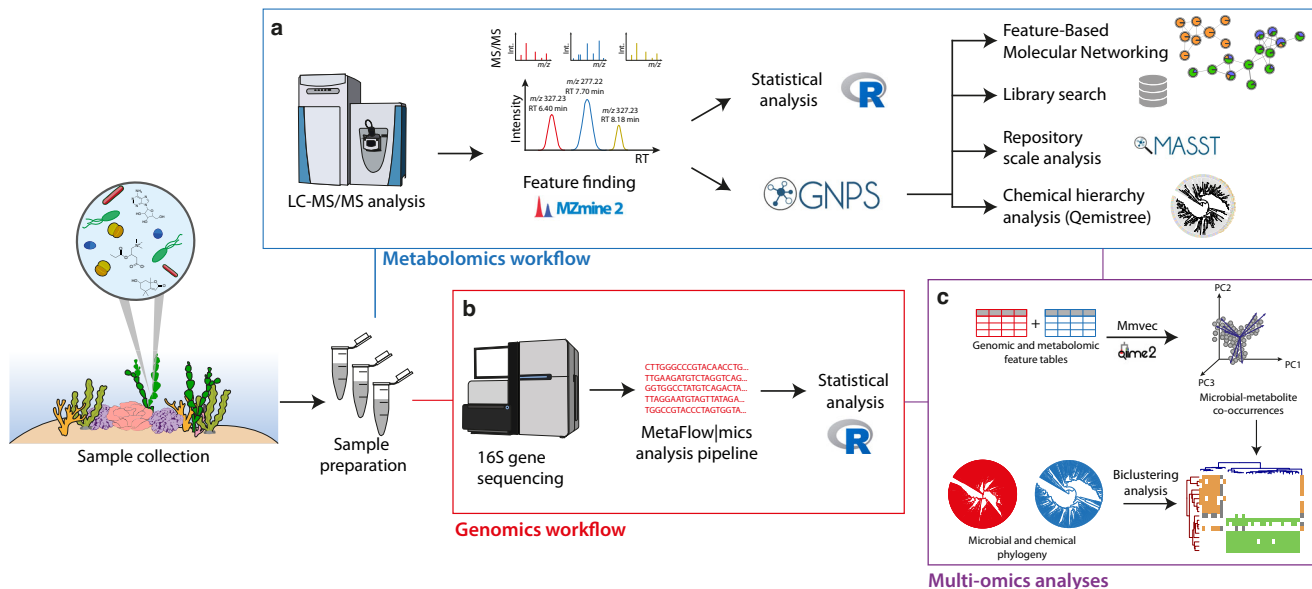 a
MS/MS
Int.
m/z
Int.
m/z
Int.
m/z
Intensity
m/z 327.23
RT 6.40 min
m/z 277.22
RT 7.70 min
m/z 327.23
RT 8.18 min
RT
LC-MS/MS analysis
Feature finding
MZmine 2
Statistical
analysis
R
GNPS
Feature-Based
Molecular Networking
Library search
Repository
scale analysis
MASST
Chemical hierarchy
analysis (Qemistree)
Metabolomics workflow
Sample collection
Sample
preparation
b
16S gene
sequencing
CTTGGGCCCGTACAACCTG...
TTGAAGATGTCTAGGTCAG...
GGTGGCCTATGTCAGACTA...
TTAGGAATGTAGTTATAGA...
TGGCCGTACCCTAGTGGTA...
MetaFlow|mics
analysis pipeline
Statistical
analysis
R
Genomics workflow
c
+
Genomic and metabolomic
feature tables
Mmvec
qiime2
PC2
PC1
PC3
Microbial-metabolite
co-occurrences
Biclustering
analysis
Microbial and chemical
phylogeny
Multi-omics analyses